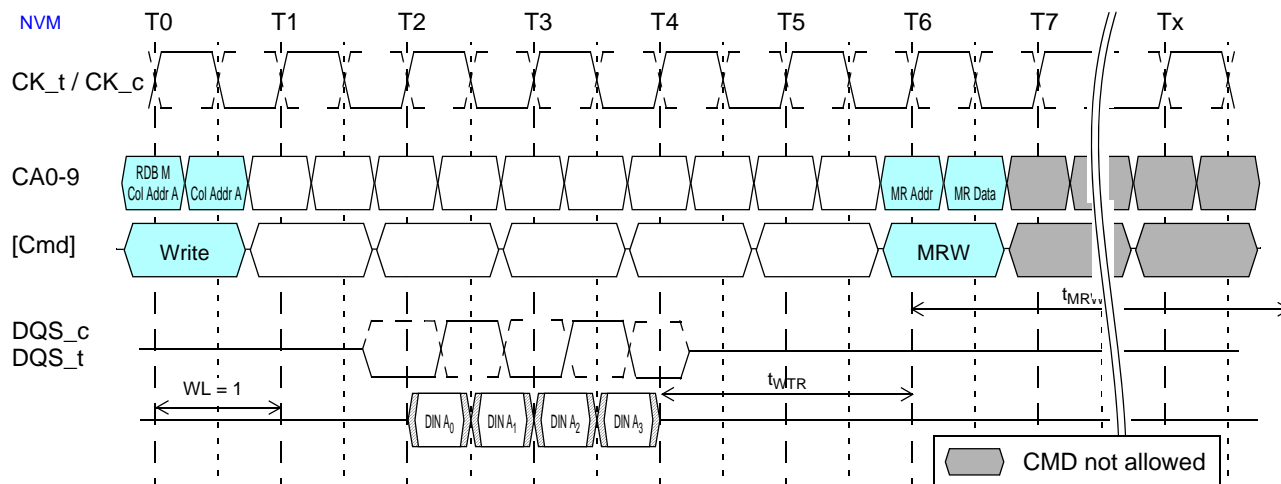 NVM T0 T1 T2 T3 T4 T5 T6 T7 Tx
CK_t / CK_c
CA0-9
RDB M
Col Addr A Col Addr A MR Addr MR Data
[Cmd] Write MRW
tMRW
DQS_c
DQS_t
WL = 1 tWTR
DIN A0 DIN A1 DIN A2 DIN A3
CMD not allowed